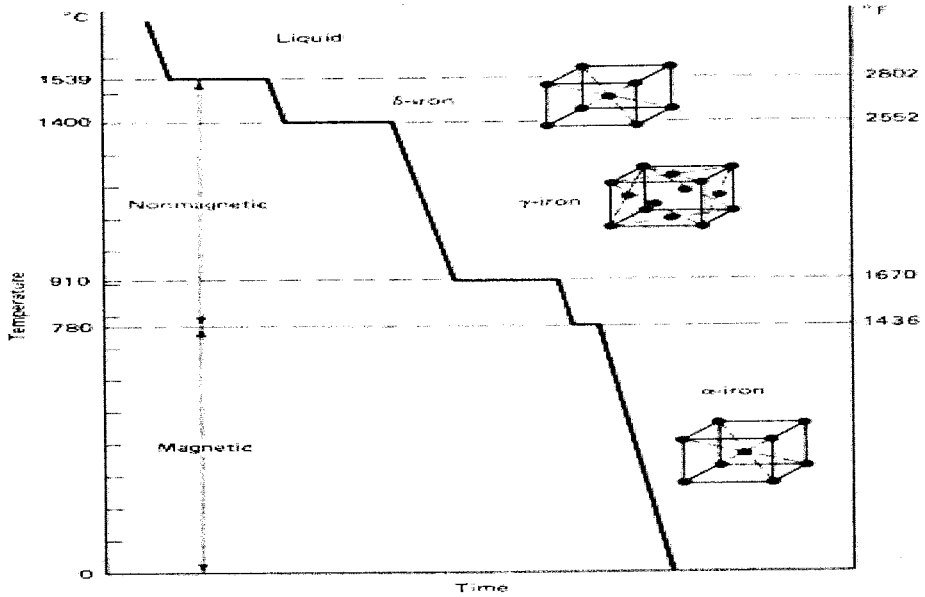 °C
°F
Liquid
1539
2802
δ-iron
1400
2552
γ-iron
Nonmagnetic
910
1670
Temperature
780
1436
α-iron
Magnetic
0
Time